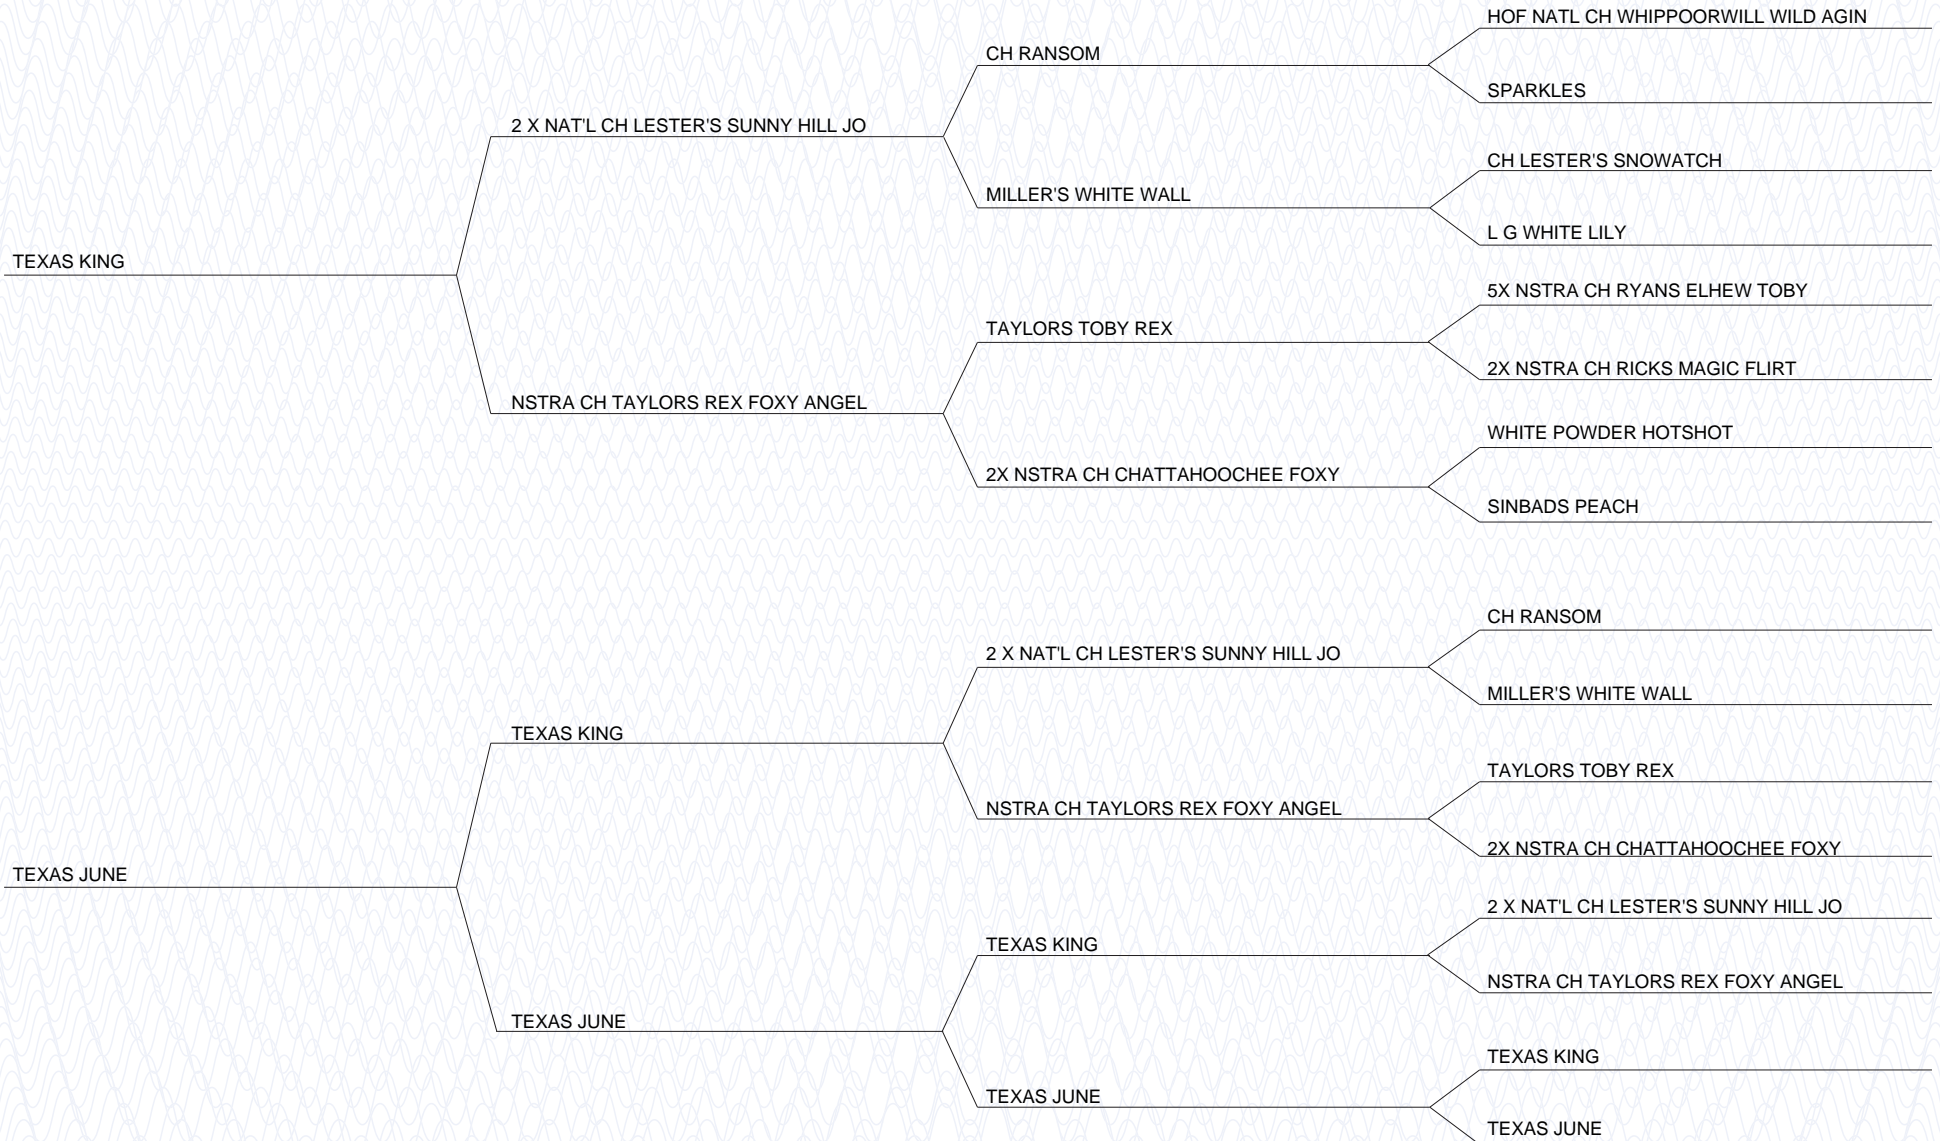 HOF NATL CH WHIPPOORWILL WILD AGIN
CH RANSOM
SPARKLES
2 X NAT'L CH LESTER'S SUNNY HILL JO
CH LESTER'S SNOWATCH
MILLER'S WHITE WALL
L G WHITE LILY
TEXAS KING
5X NSTRA CH RYANS ELHEW TOBY
TAYLORS TOBY REX
2X NSTRA CH RICKS MAGIC FLIRT
NSTRA CH TAYLORS REX FOXY ANGEL
WHITE POWDER HOTSHOT
2X NSTRA CH CHATTAHOOCHEE FOXY
SINBADS PEACH
CH RANSOM
2 X NAT'L CH LESTER'S SUNNY HILL JO
MILLER'S WHITE WALL
TEXAS KING
TAYLORS TOBY REX
NSTRA CH TAYLORS REX FOXY ANGEL
2X NSTRA CH CHATTAHOOCHEE FOXY
TEXAS JUNE
2 X NAT'L CH LESTER'S SUNNY HILL JO
TEXAS KING
NSTRA CH TAYLORS REX FOXY ANGEL
TEXAS JUNE
TEXAS KING
TEXAS JUNE
TEXAS JUNE